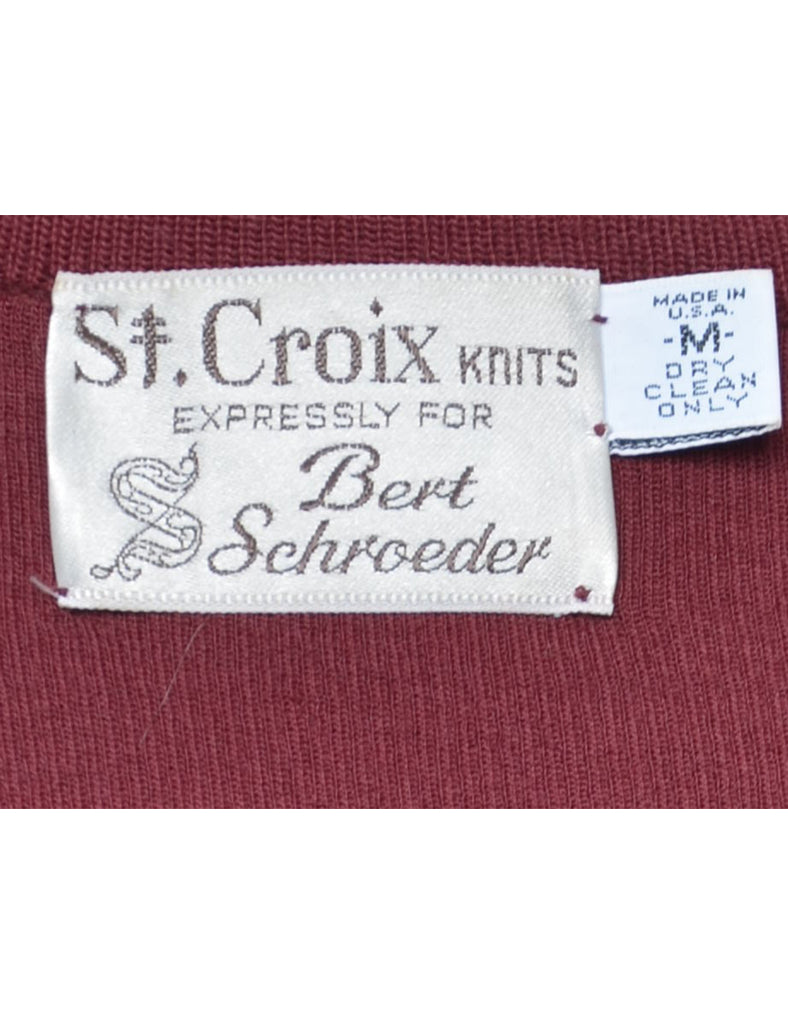 St. Croix KNITS
EXPRESSLY FOR
Bert
Schroeder
MADE IN
U.S.A.
-M-
DRY
CLEAN
ONLY